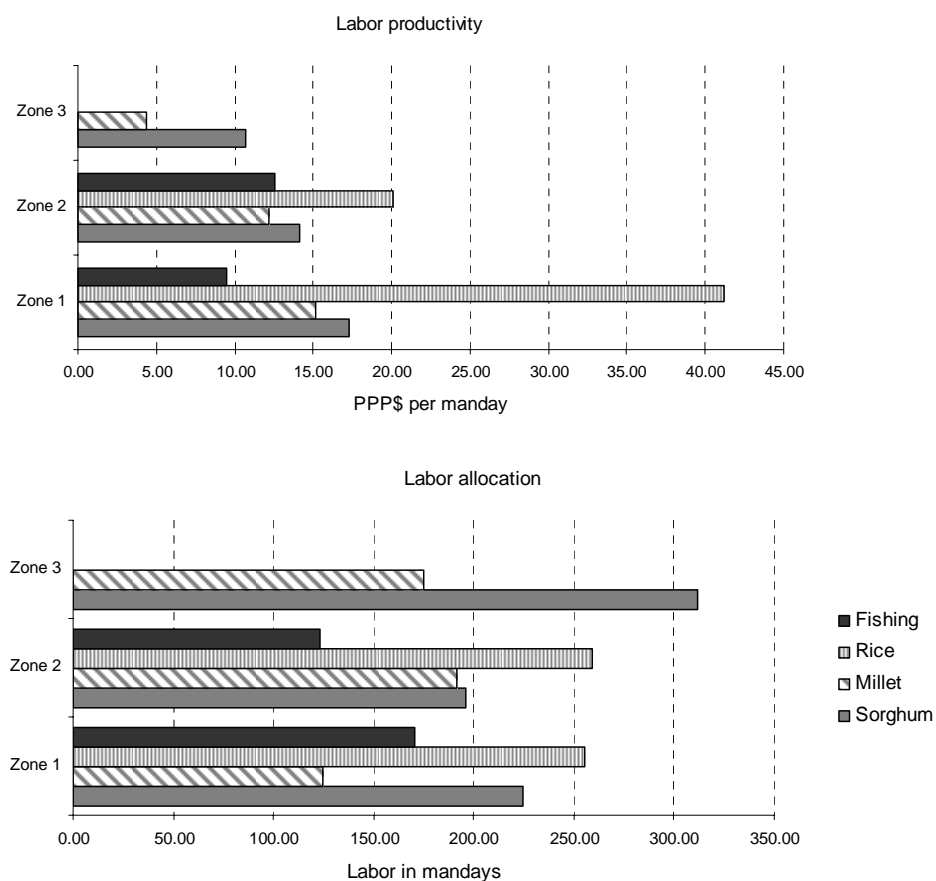 Labor productivity
Zone 3
Zone 2
Zone 1
0.00 5.00 10.00 15.00 20.00 25.00 30.00 35.00 40.00 45.00
PPP$ per manday
Labor allocation
Zone 3
Zone 2
Zone 1
0.00 50.00 100.00 150.00 200.00 250.00 300.00 350.00
Labor in mandays
Fishing
Rice
Millet
Sorghum